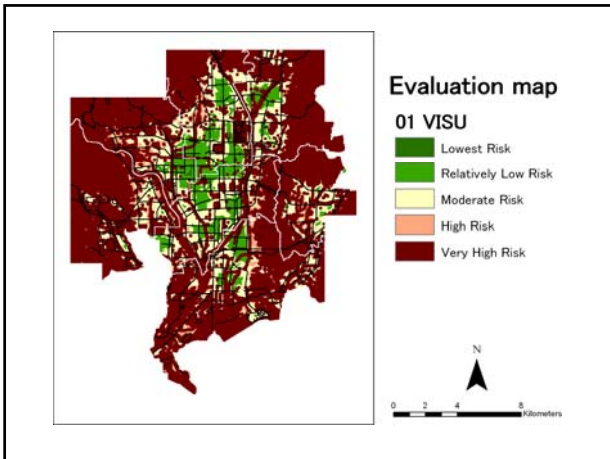 Evaluation map
01 VISU
Lowest Risk
Relatively Low Risk
Moderate Risk
High Risk
Very High Risk
N
0 2 4 8
Kilometers